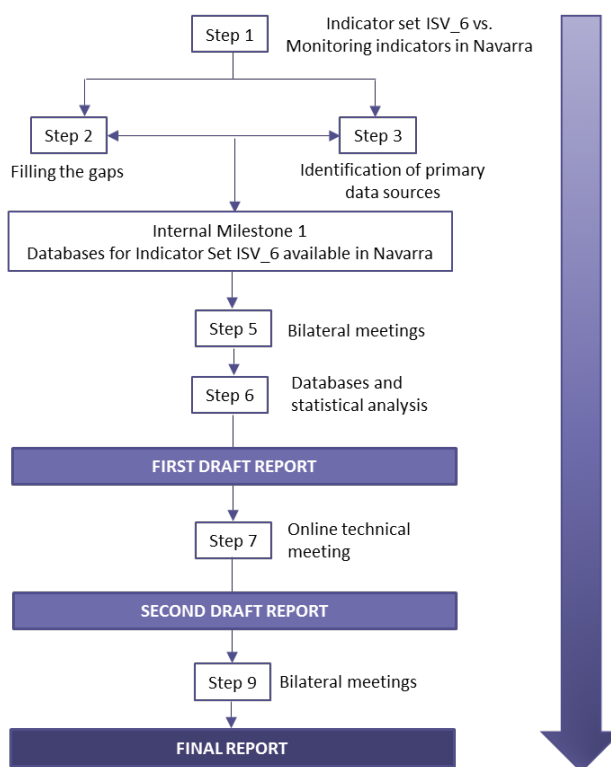 Step 1
Indicator set ISV_6 vs.
Monitoring indicators in Navarra
Step 2
Filling the gaps
Step 3
Identification of primary
data sources
Internal Milestone 1
Databases for Indicator Set ISV_6 available in Navarra
Step 5
Bilateral meetings
Step 6
Databases and
statistical analysis
FIRST DRAFT REPORT
Step 7
Online technical
meeting
SECOND DRAFT REPORT
Step 9
Bilateral meetings
FINAL REPORT